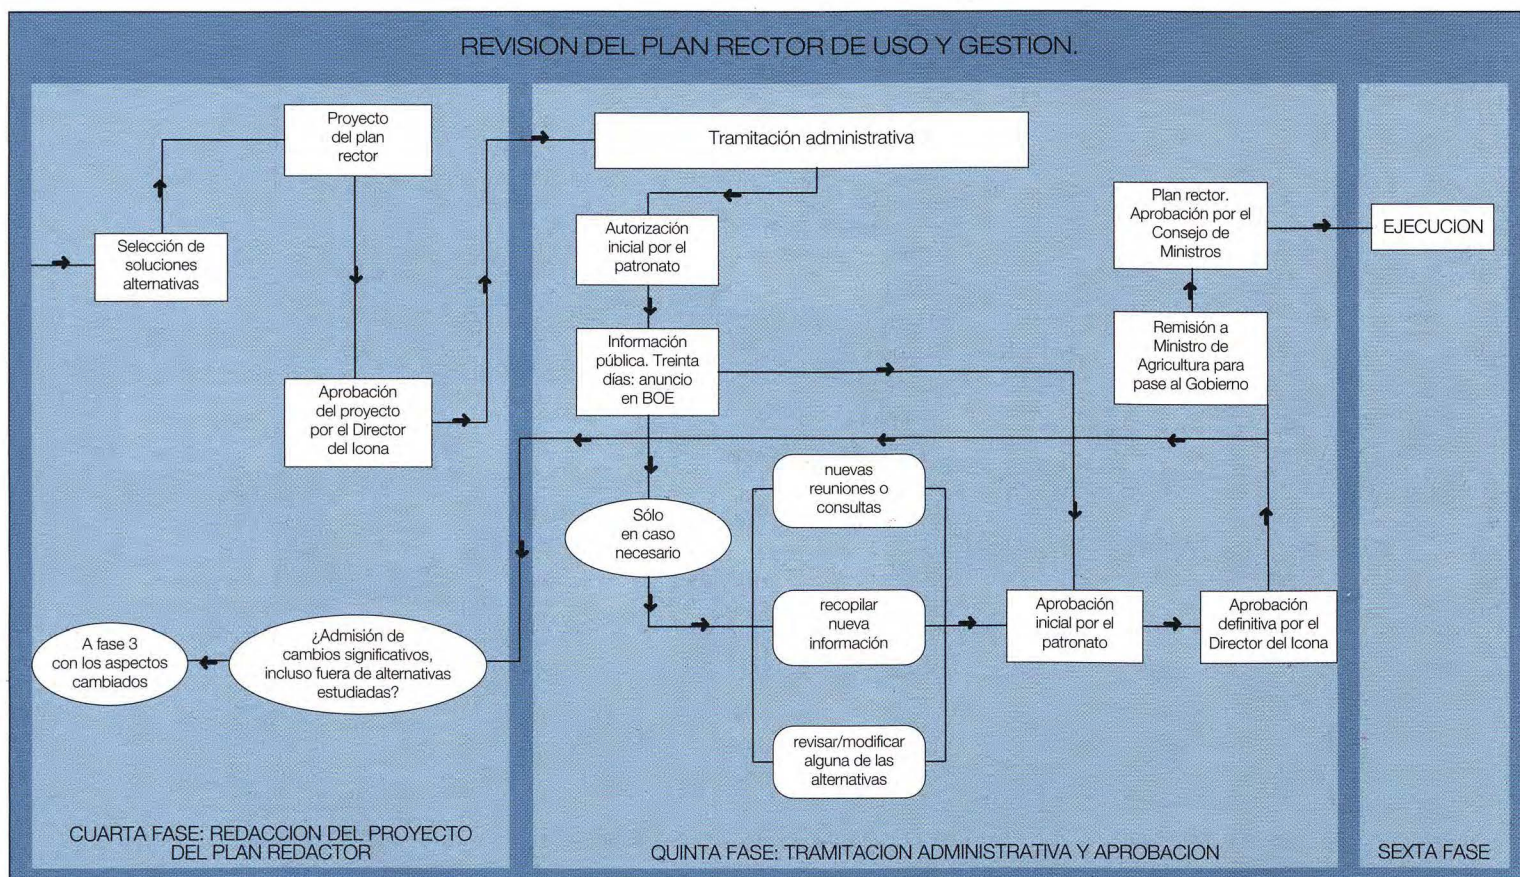 REVISION DEL PLAN RECTOR DE USO Y GESTION.
Proyecto
del plan
rector
Selección de
soluciones
alternativas
Aprobación
del proyecto
por el Director
del Icona
A fase 3
con los aspectos
cambiados
¿Admisión de
cambios significativos,
incluso fuera de alternativas
estudiadas?
CUARTA FASE: REDACCION DEL PROYECTO
DEL PLAN REDACTOR
Tramitación administrativa
Autorización
inicial por el
patronato
Información
pública. Treinta
días: anuncio
en BOE
Sólo
en caso
necesario
nuevas
reuniones o
consultas
recopilar
nueva
información
revisar/modificar
alguna de las
alternativas
Aprobación
inicial por el
patronato
Aprobación
definitiva por el
Director del Icona
Remisión a
Ministro de
Agricultura para
pase al Gobierno
Plan rector.
Aprobación por el
Consejo de
Ministros
QUINTA FASE: TRAMITACION ADMINISTRATIVA Y APROBACION
EJECUCION
SEXTA FASE